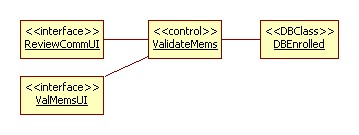 <<interface>>
ReviewCommUI
<<control>>
ValidateMems
<<DBClass>>
DBEnrolled
<<interface>>
ValMemsUI